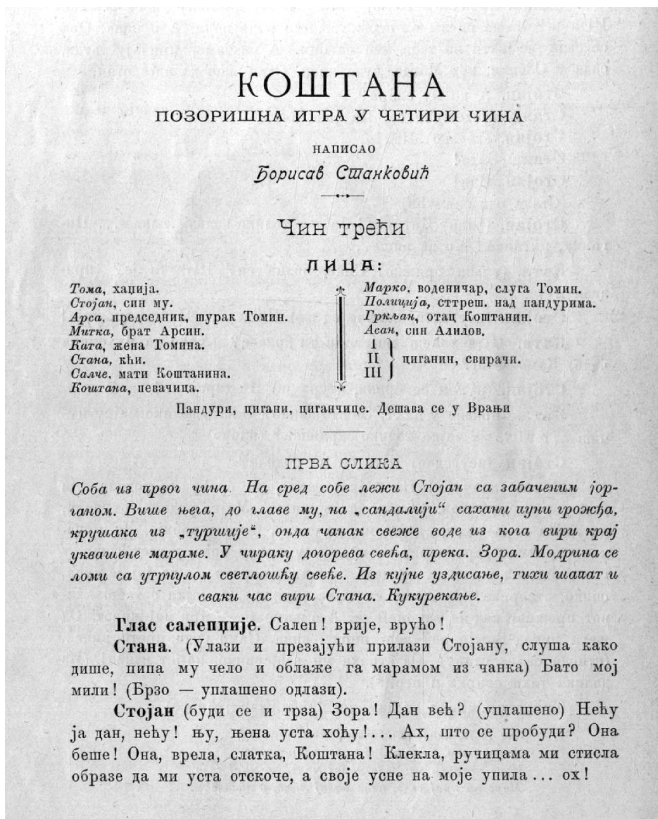 КОШТАНА
ПОЗОРИШНА ИГРА У ЧЕТИРИ ЧИНА
НАПИСАО
Борисав Станковић
Чин трећи
ЛИЦА:
Тома, хаџија.
Стојан, син му.
Арса, председник, шурак Томин.
Митка, брат Арсин.
Ката, жена Томина.
Стана, кћи.
Салче, мати Коштанина.
Коштана, певачица.
Марко, воденичар, слуга Томин.
Полиција, сттреш. над пандурима.
Гркљан, отац Коштанин.
Асан, син Алилов.
I
II циганин, свирачи.
III
Пандури, цигани, циганчице. Дешава се у Врањи
ПРВА СЛИКА
Соба из првог чина. На сред собе лежи Стојан са забаченим јор-
ганом. Више њега, до главе му, на „сандалији“ сахани пуни грожђа,
крушака из „туршије“, онда чанак свеже воде из кога вири крај
уквашене мараме. У чираку догорева свећа, прека. Зора. Модрина се
ломи са утрнулом светлошћу свеће. Из кујне уздисање, тихи шапат и
сваки час вири Стана. Кукурекање.
Глас салепџије. Салеп! врије, врућо!
Стана. (Улази и презајући прилази Стојану, слуша како
дише, пипа му чело и облаже га марамом из чанка) Бато мој
мили! (Брзо — уплашено одлази).
Стојан (буди се и трза) Зора! Дан већ? (уплашено) Нећу
ја дан, нећу! њу, њена уста хоћу!... Ах, што се пробуди? Она
беше! Она, врела, слатка, Коштана! Клекла, ручицама ми стисла
образе да ми уста отскоче, а своје усне на моје упила... ох!